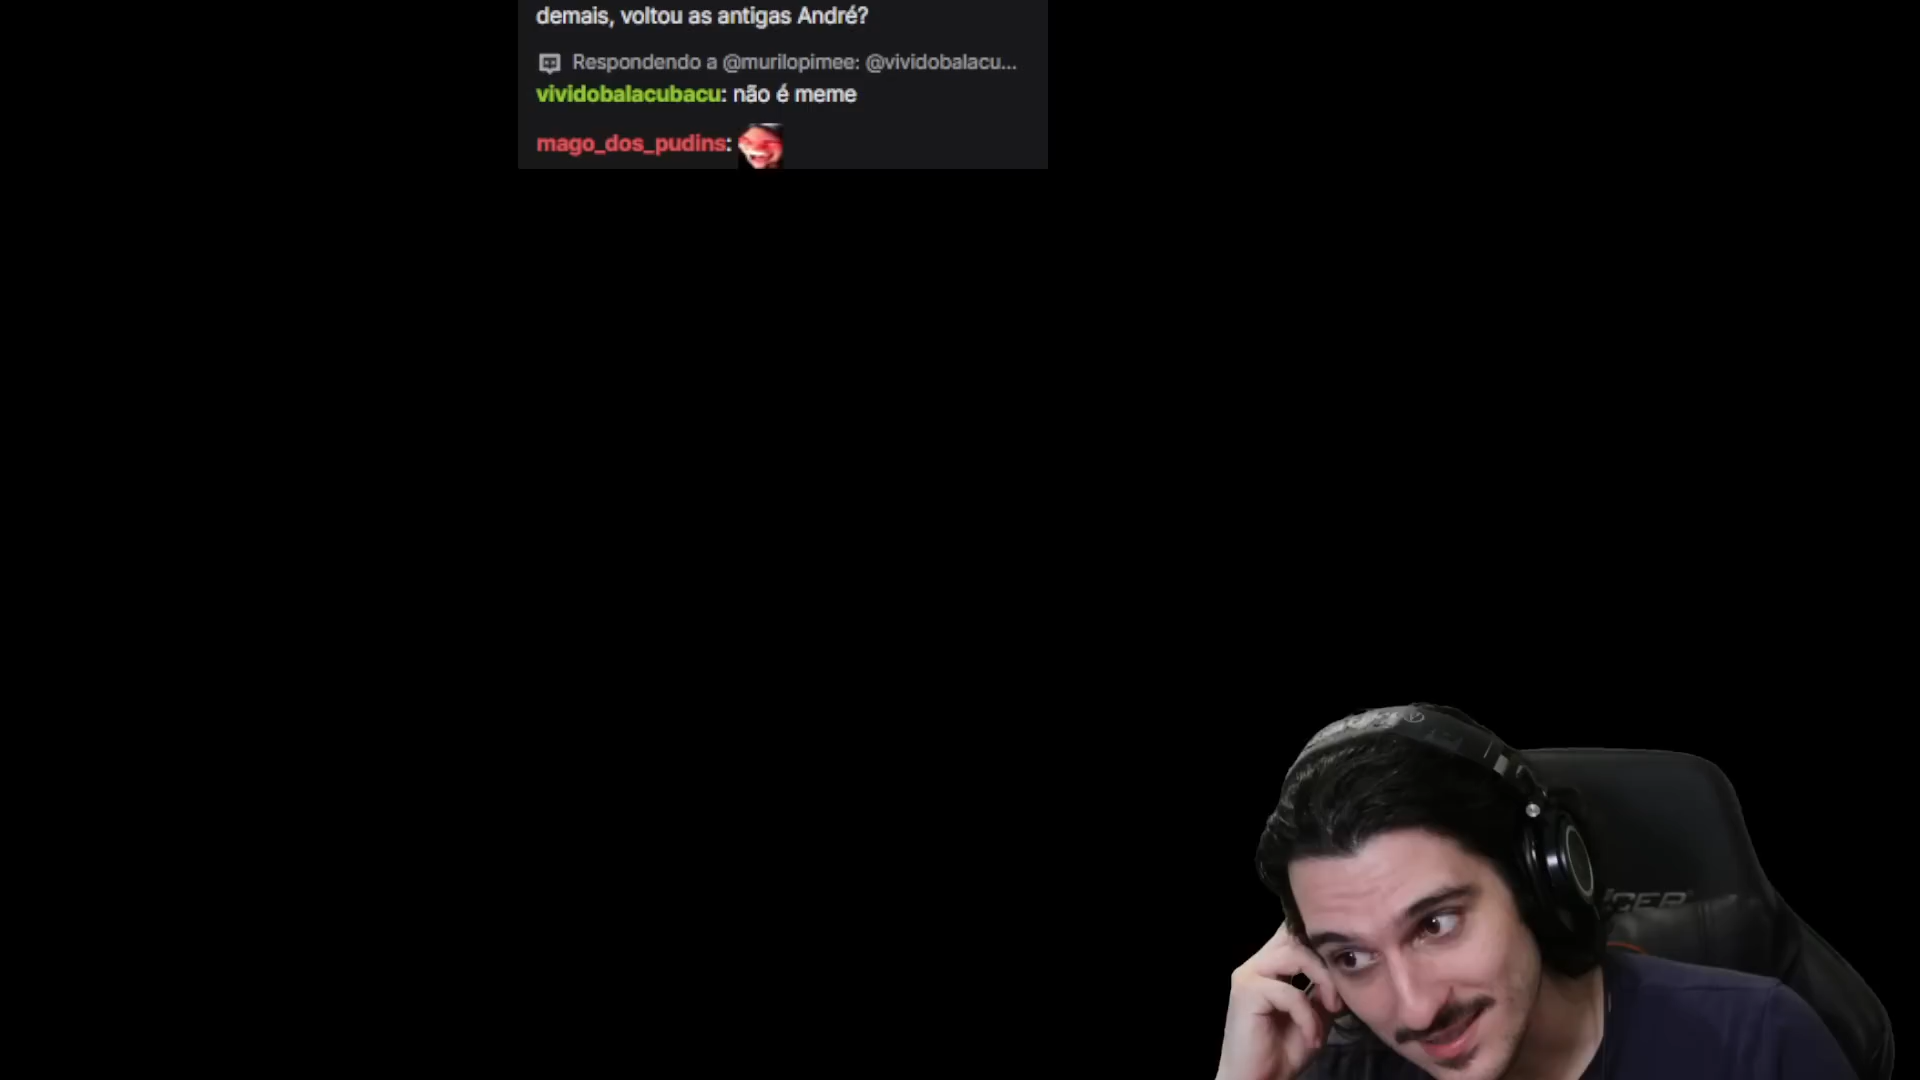 demais, voltou as antigas André?
Respondendo a @murilopimee: @vividobalacu...
vividobalacubacu: não é meme
mago_dos_pudins: